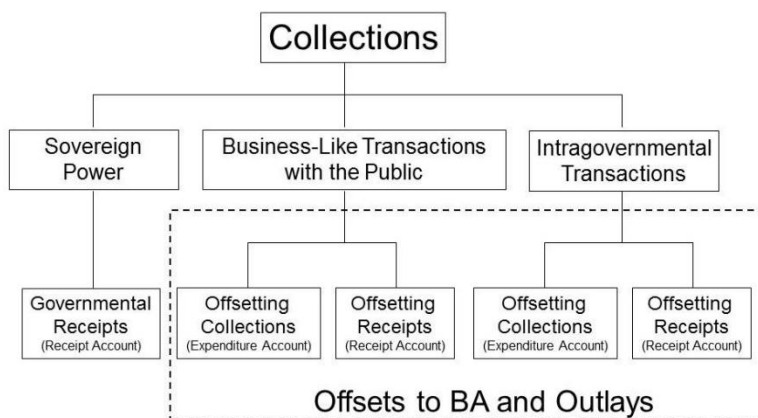 Collections
Sovereign
Power
Business-Like Transactions
with the Public
Intragovernmental
Transactions
Governmental
Receipts
(Receipt Account)
Offsetting
Collections
(Expenditure Account)
Offsetting
Receipts
(Receipt Account)
Offsetting
Collections
(Expenditure Account)
Offsetting
Receipts
(Receipt Account)
Offsets to BA and Outlays